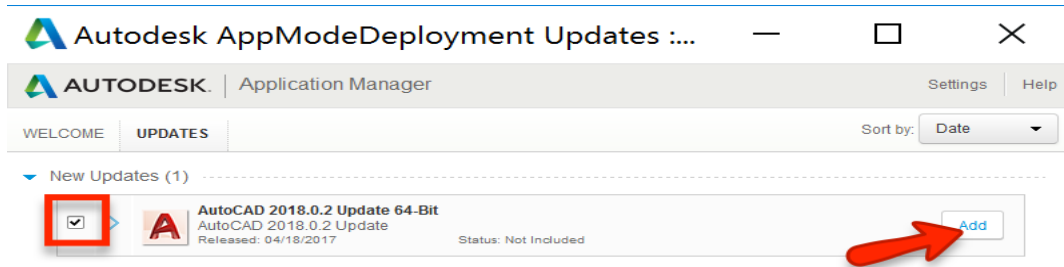 Autodesk AppModeDeployment Updates :...
AUTODESK. Application Manager Settings Help
WELCOME UPDATES Sort by: Date
New Updates (1)
AutoCAD 2018.0.2 Update 64-Bit
AutoCAD 2018.0.2 Update Add
Released: 04/18/2017 Status: Not Included